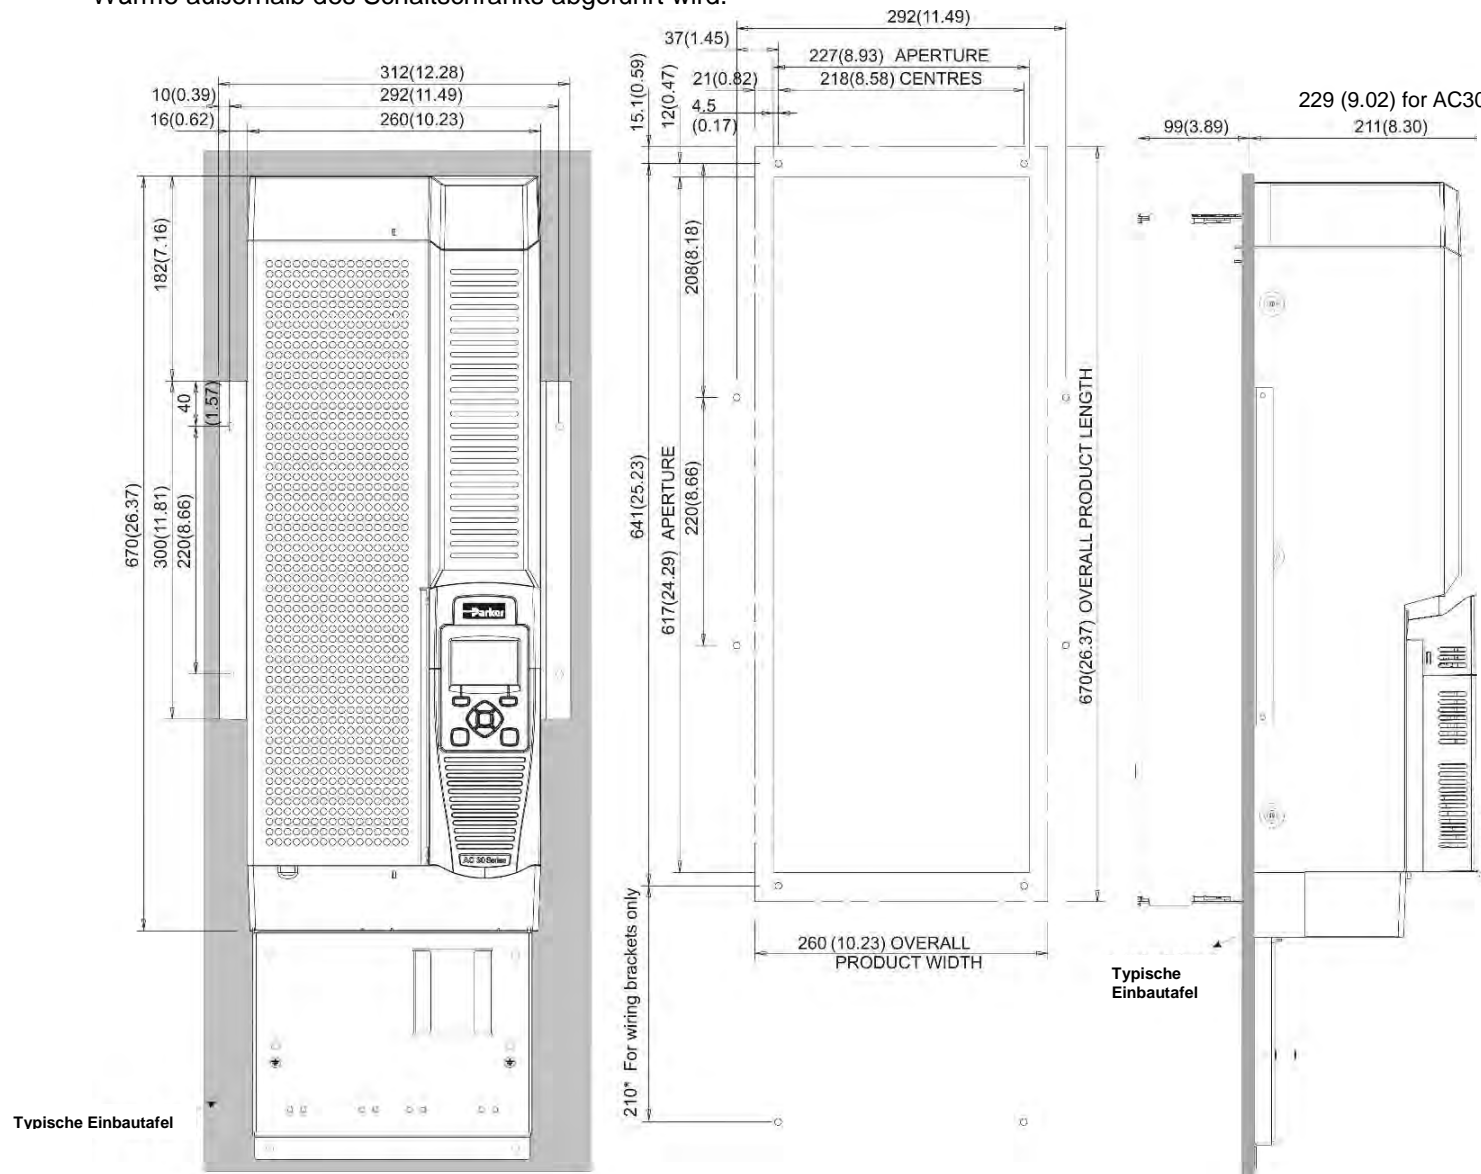 Wärme außerhalb des Schaltschranks abgeführt wird.
312(12.28)
10(0.39)
292(11.49)
16(0.62)
260(10.23)
182(7.16)
40
(1.57)
670(26.37)
300(11.81)
220(8.66)
Parker
AC 30 Series
Typische Einbautafel
292(11.49)
37(1.45)
227(8.93) APERTURE
21(0.82)
218(8.58) CENTRES
4.5
(0.17)
15.1(0.59)
12(0.47)
208(8.18)
641(25.23)
617(24.29) APERTURE
220(8.66)
670(26.37) OVERALL PRODUCT LENGTH
260 (10.23) OVERALL
PRODUCT WIDTH
210* For wiring brackets only
229 (9.02) for AC30
99(3.89)
211(8.30)
Typische
Einbautafel